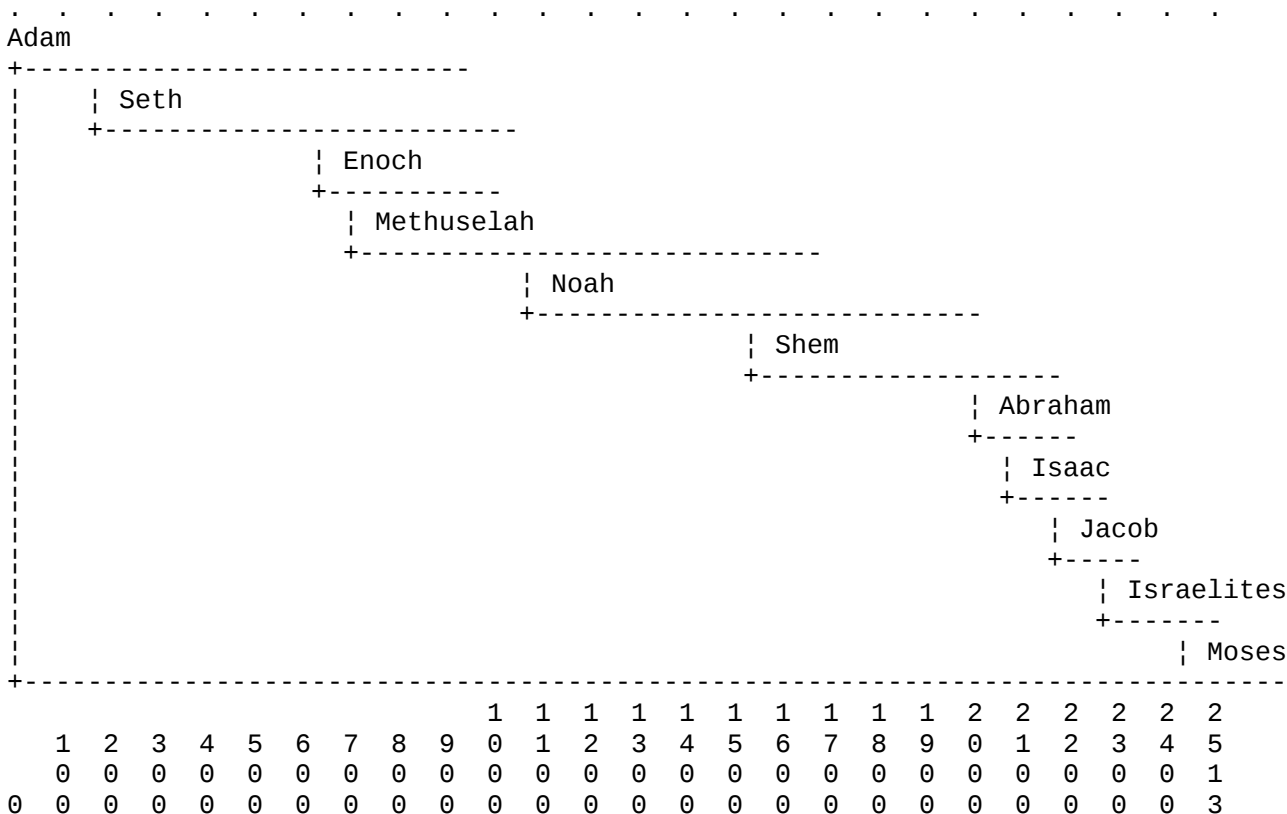 . . . . . . . . . . . . . . . . . . . . . . . . . .
Adam
+----------------------------
¦    ¦ Seth
¦    +--------------------------
¦                  ¦ Enoch
¦                  +-----------
¦                    ¦ Methuselah
¦                    +-----------------------------
¦                               ¦ Noah
¦                               +----------------------------
¦                                             ¦ Shem
¦                                             +-------------------
¦                                                           ¦ Abraham
¦                                                           +------
¦                                                             ¦ Isaac
¦                                                             +------
¦                                                                ¦ Jacob
¦                                                                +-----
¦                                                                   ¦ Israelites
¦                                                                   +-------
¦                                                                        ¦ Moses
+-------------------------------------------------------------------------------
                              1  1  1  1  1  1  1  1  1  1  2  2  2  2  2  2
   1  2  3  4  5  6  7  8  9  0  1  2  3  4  5  6  7  8  9  0  1  2  3  4  5
   0  0  0  0  0  0  0  0  0  0  0  0  0  0  0  0  0  0  0  0  0  0  0  0  1
0  0  0  0  0  0  0  0  0  0  0  0  0  0  0  0  0  0  0  0  0  0  0  0  0  3